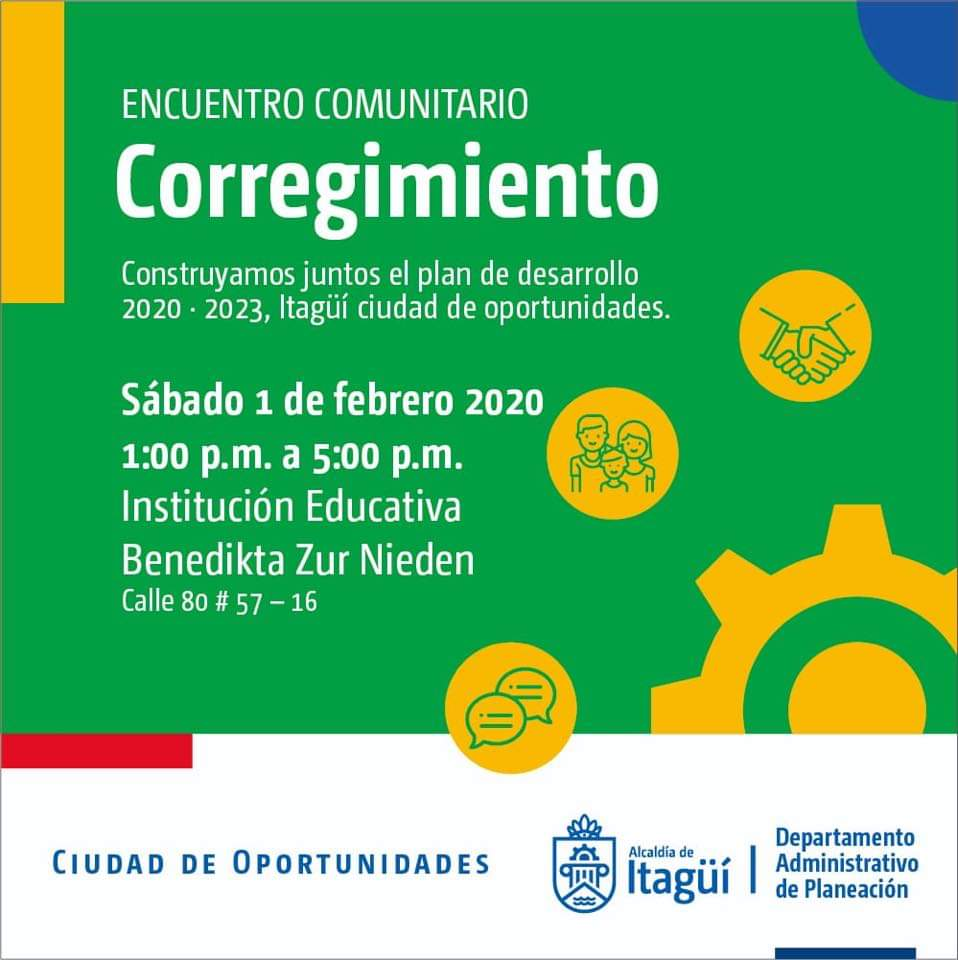 ENCUENTRO COMUNITARIO
Corregimiento
Construyamos juntos el plan de desarrollo
2020 · 2023, Itagüí ciudad de oportunidades.
Sábado 1 de febrero 2020
1:00 p.m. a 5:00 p.m.
Institución Educativa
Benedikta Zur Nieden
Calle 80 # 57 – 16
CIUDAD DE OPORTUNIDADES
Alcaldía de
Itagüí
Departamento
Administrativo
de Planeación